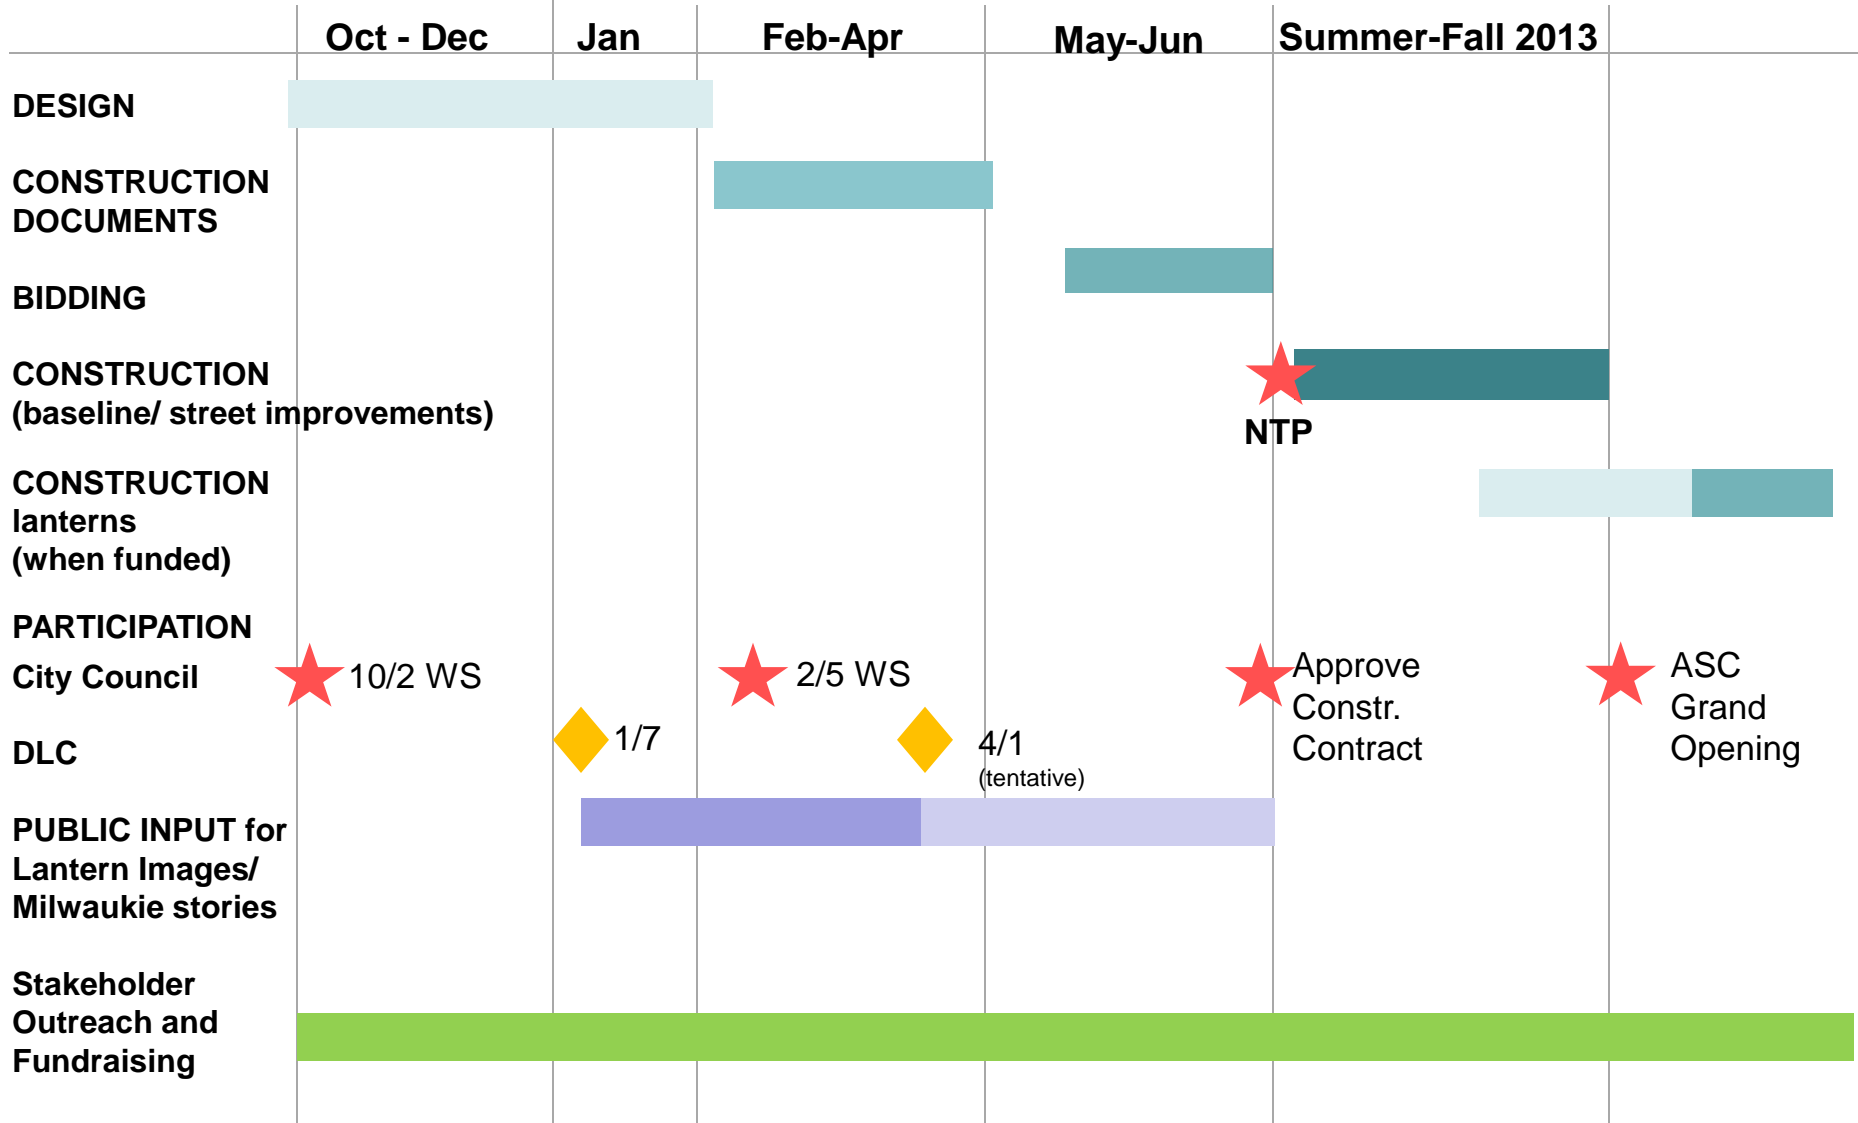 Oct - Dec Jan Feb-Apr May-Jun Summer-Fall 2013
DESIGN
CONSTRUCTION
DOCUMENTS
BIDDING
CONSTRUCTION
(baseline/ street improvements)
NTP
CONSTRUCTION
lanterns
(when funded)
PARTICIPATION
City Council 10/2 WS 2/5 WS
Approve
Constr.
Contract
ASC
Grand
Opening
DLC 1/7 4/1
(tentative)
PUBLIC INPUT for
Lantern Images/
Milwaukie stories
Stakeholder
Outreach and
Fundraising